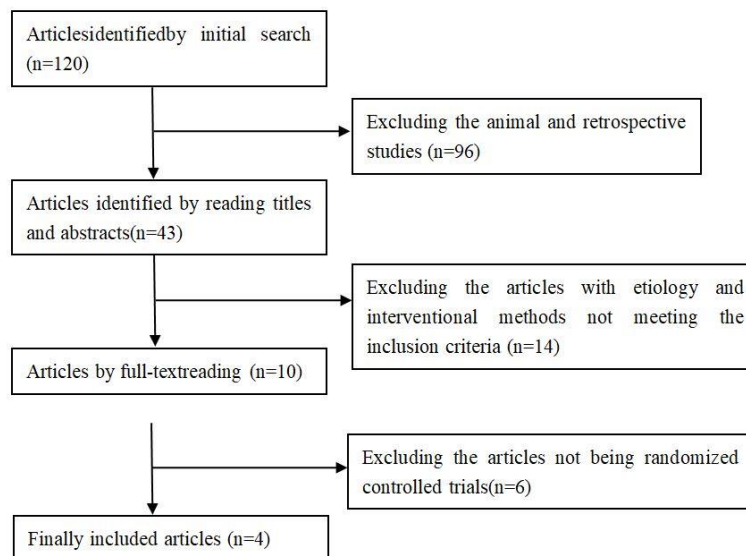 Articlesidentifiedby initial search
(n=120)
Excluding the animal and retrospective
studies (n=96)
Articles identified by reading titles
and abstracts(n=43)
Excluding the articles with etiology and
interventional methods not meeting the
inclusion criteria (n=14)
Articles by full-textreading (n=10)
Excluding the articles not being randomized
controlled trials(n=6)
Finally included articles (n=4)